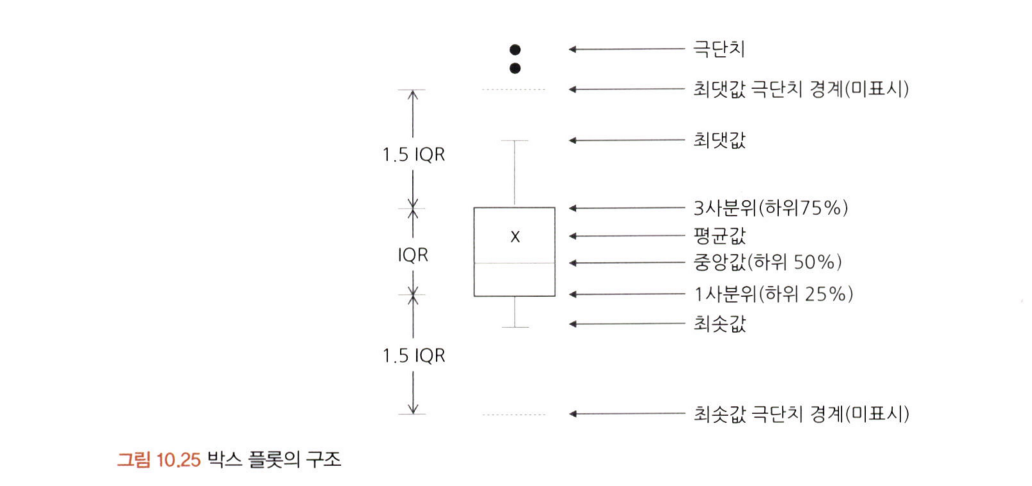 극단치
최댓값 극단치 경계(미표시)
최댓값
1.5 IQR
3사분위(하위75%)
X
평균값
IQR
중앙값(하위 50%)
1사분위(하위 25%)
최솟값
1.5 IQR
최솟값 극단치 경계(미표시)
그림 10.25 박스 플롯의 구조